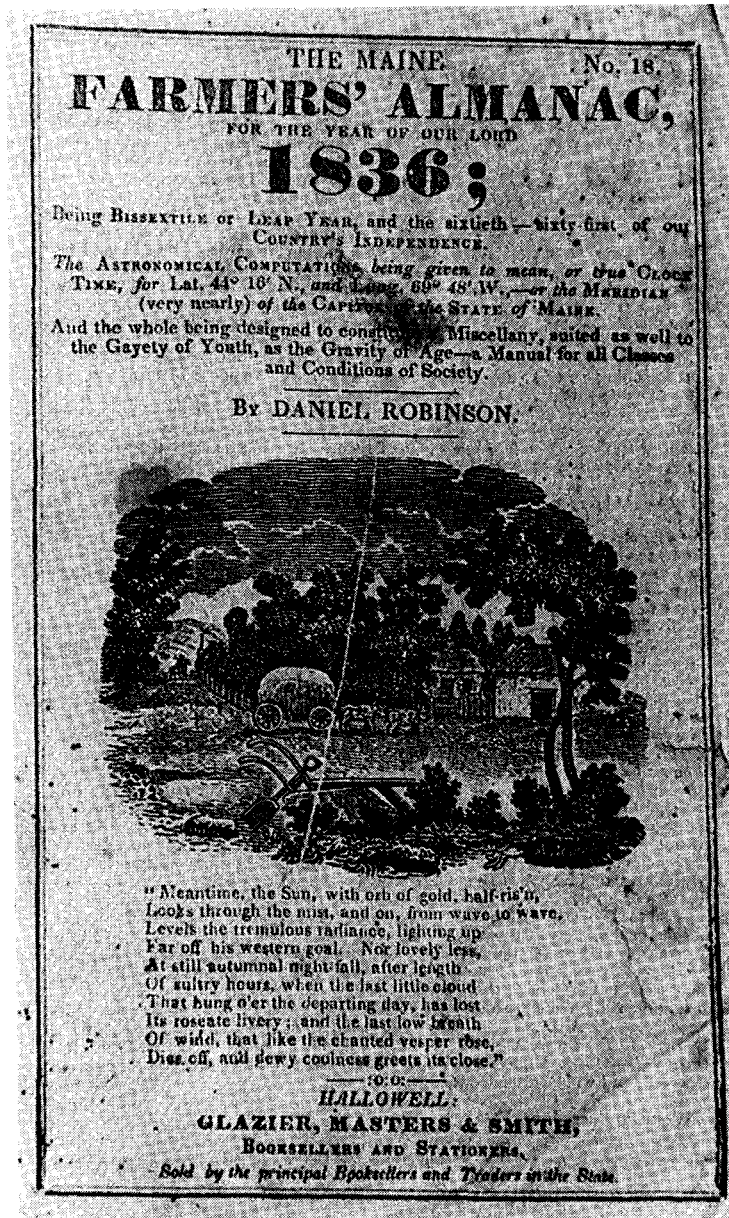 THE MAINE No. 18.
FARMERS' ALMANAC,
FOR THE YEAR OF OUR LORD
1836;
Being BISSEXTILE or LEAP YEAR, and the sixtieth—sixty-first of our
COUNTRY'S INDEPENDENCE.
The ASTRONOMICAL COMPUTATIONS being given to mean, or true CLOCK
TIME, for Lat. 44° 16' N., and Long. 69° 48' W.,—or the MERIDIAN
(very nearly) of the CAPITOL of the STATE of MAINE.
And the whole being designed to Miscellany, suited as well to
the Gayety of Youth, as the Gravity of Age—a Manual for all Classes
and Conditions of Society.
BY DANIEL ROBINSON.
"Meantime, the Sun, with orb of gold, half-ris'n,
Looks through the mist, and on, from wave to wave,
Levels the tremulous radiance, lighting up
Far off his western goal. Nor lovely less,
At still autumnal night-fall, after length
Of sultry hours, when the last little cloud
That hung o'er the departing day, has lost
Its roseate livery; and the last low breath
Of wind, that like the chanted vesper rose,
Dies off, and dewy coolness greets its close."
:o:o:
HALLOWELL:
GLAZIER, MASTERS & SMITH,
BOOKSELLERS AND STATIONERS,
Sold by the principal Booksellers and Traders in the State.